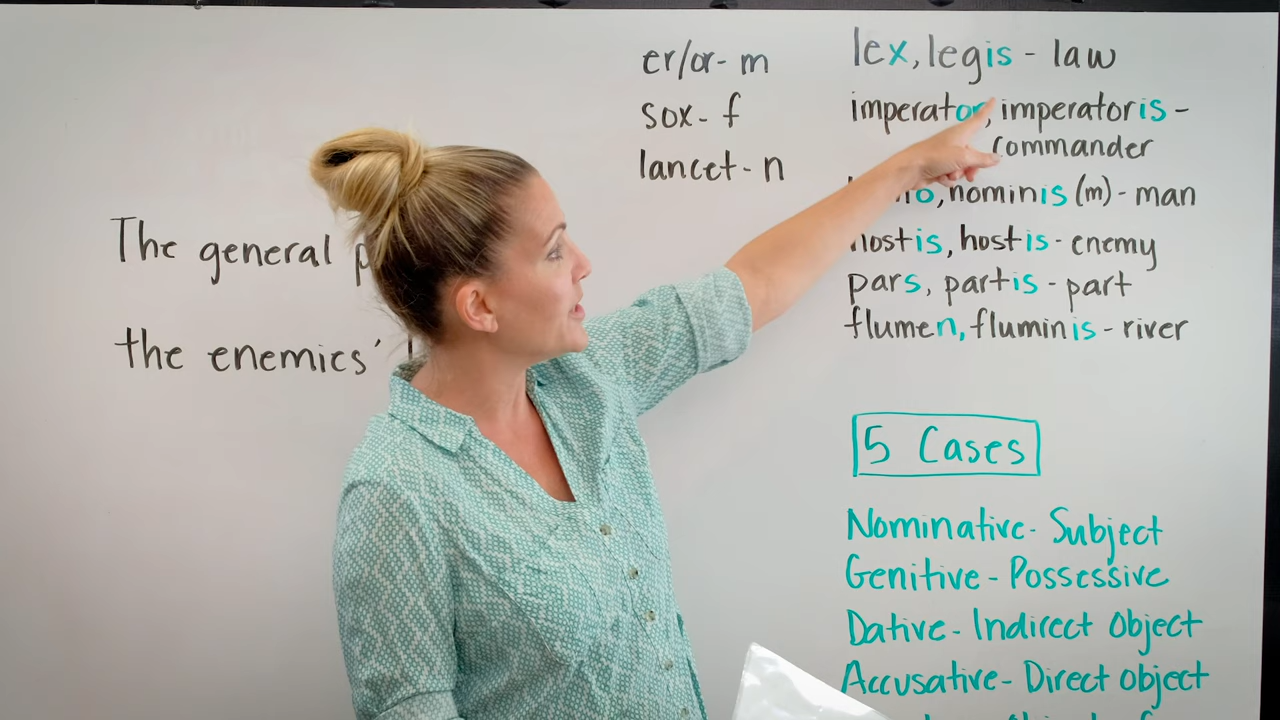 er/or - m
sox - f
lancet - n
lex, legis - law
imperator, imperatoris -
commander
nominis (m) - man
hostis, hostis - enemy
pars, partis - part
flumen, fluminis - river
The general
the enemies'
5 Cases
Nominative - Subject
Genitive - Possessive
Dative - Indirect Object
Accusative - Direct object